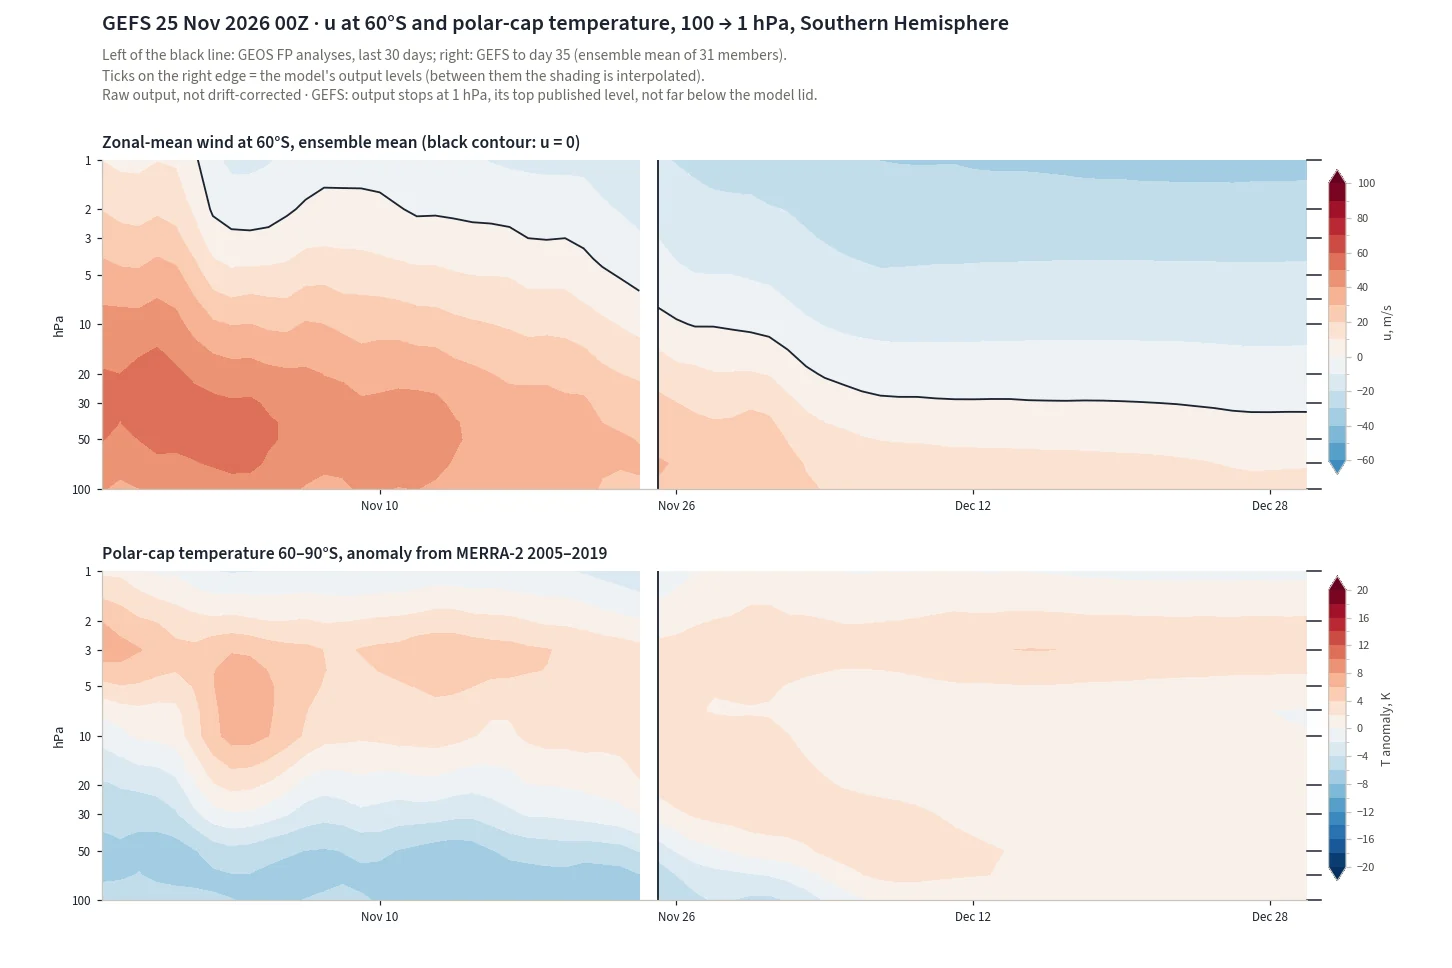 GEFS 25 Nov 2026 00Z · u at 60°S and polar-cap temperature, 100 → 1 hPa, Southern Hemisphere
Left of the black line: GEOS FP analyses, last 30 days; right: GEFS to day 35 (ensemble mean of 31 members).
Ticks on the right edge = the model's output levels (between them the shading is interpolated).
Raw output, not drift-corrected · GEFS: output stops at 1 hPa, its top published level, not far below the model lid.
Zonal-mean wind at 60°S, ensemble mean (black contour: u = 0)
1
2
3
5
10
20
30
50
100
hPa
Nov 10
Nov 26
Dec 12
Dec 28
100
80
60
40
20
0
−20
−40
−60
u, m/s
Polar-cap temperature 60–90°S, anomaly from MERRA-2 2005–2019
1
2
3
5
10
20
30
50
100
hPa
Nov 10
Nov 26
Dec 12
Dec 28
20
16
12
8
4
0
−4
−8
−12
−16
−20
T anomaly, K